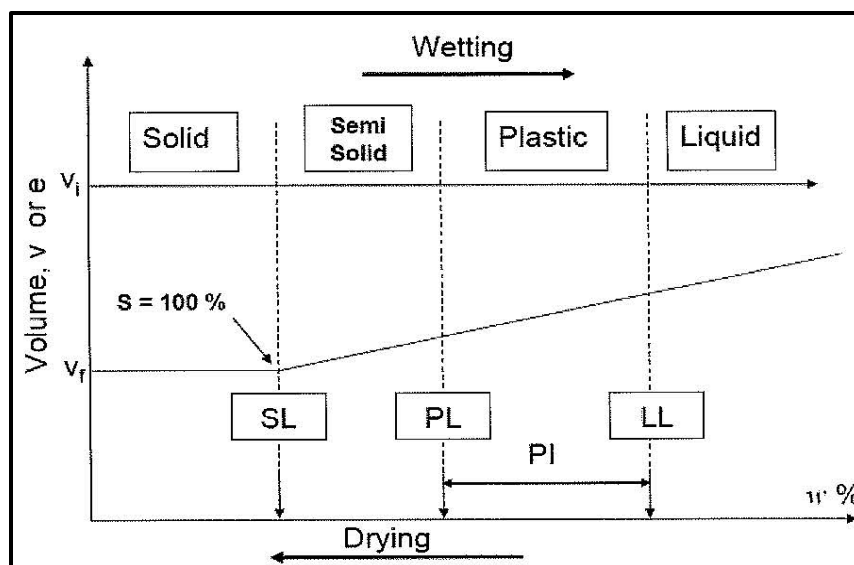 Wetting
Solid
Semi
Solid
Plastic
Liquid
Volume, v or e
vi
S = 100 %
vf
SL
PL
LL
PI
w %
Drying